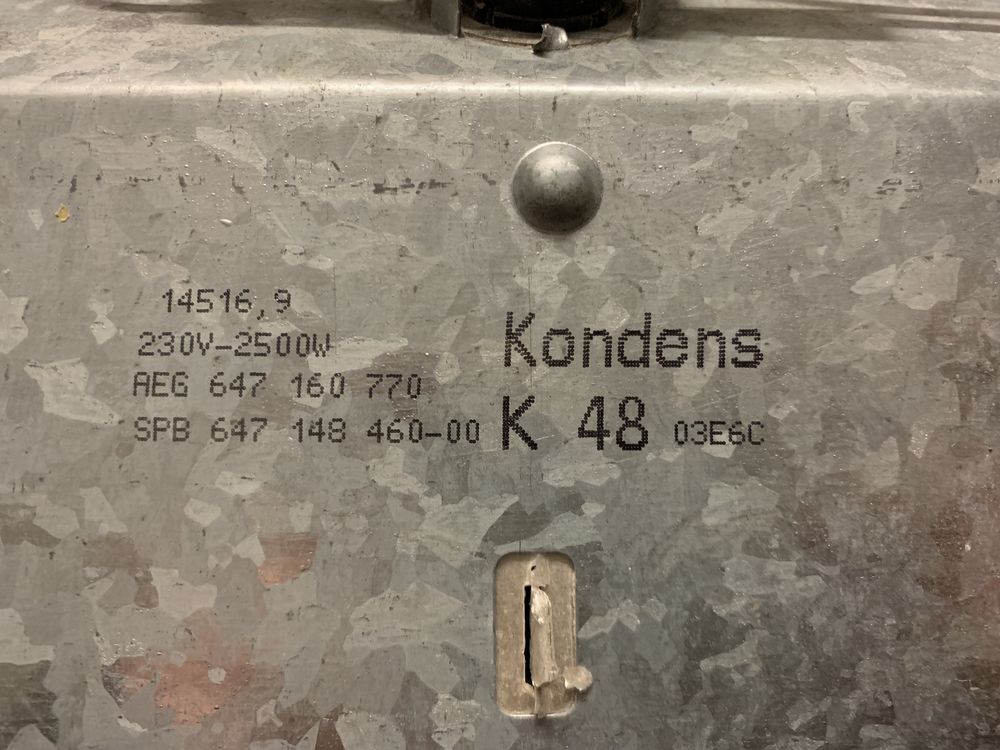 14516,9
230V-2500W
AEG 647 160 770
SPB 647 148 460-00
Kondens
K 48 03E6C